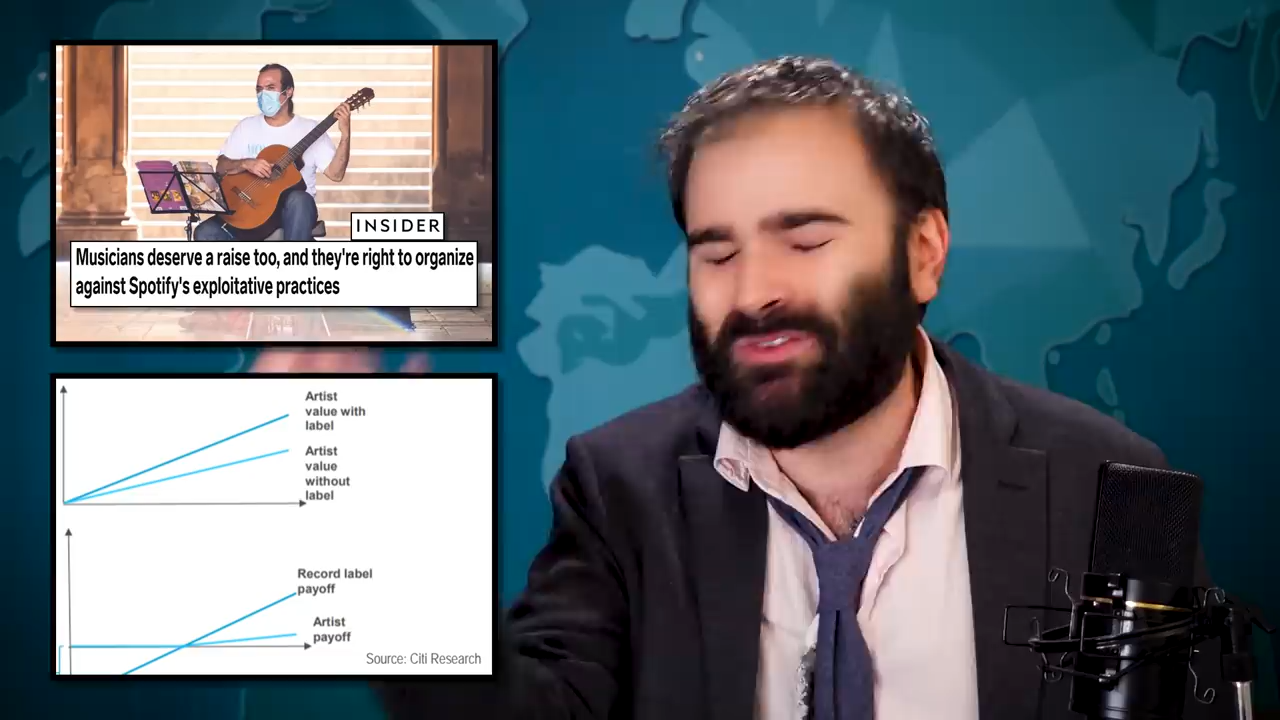 INSIDER
Musicians deserve a raise too, and they're right to organize
against Spotify's exploitative practices
Artist
value with
label
Artist
value
without
label
Record label
payoff
Artist
payoff
Source: Citi Research